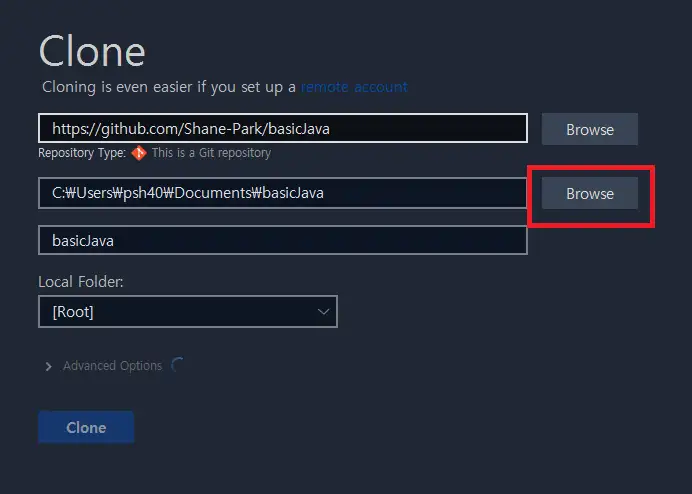 Clone
Cloning is even easier if you set up a remote account
https://github.com/Shane-Park/basicJava
Browse
Repository Type: This is a Git repository
C:₩Users₩psh40₩Documents₩basicJava
Browse
basicJava
Local Folder:
[Root]
Advanced Options
Clone